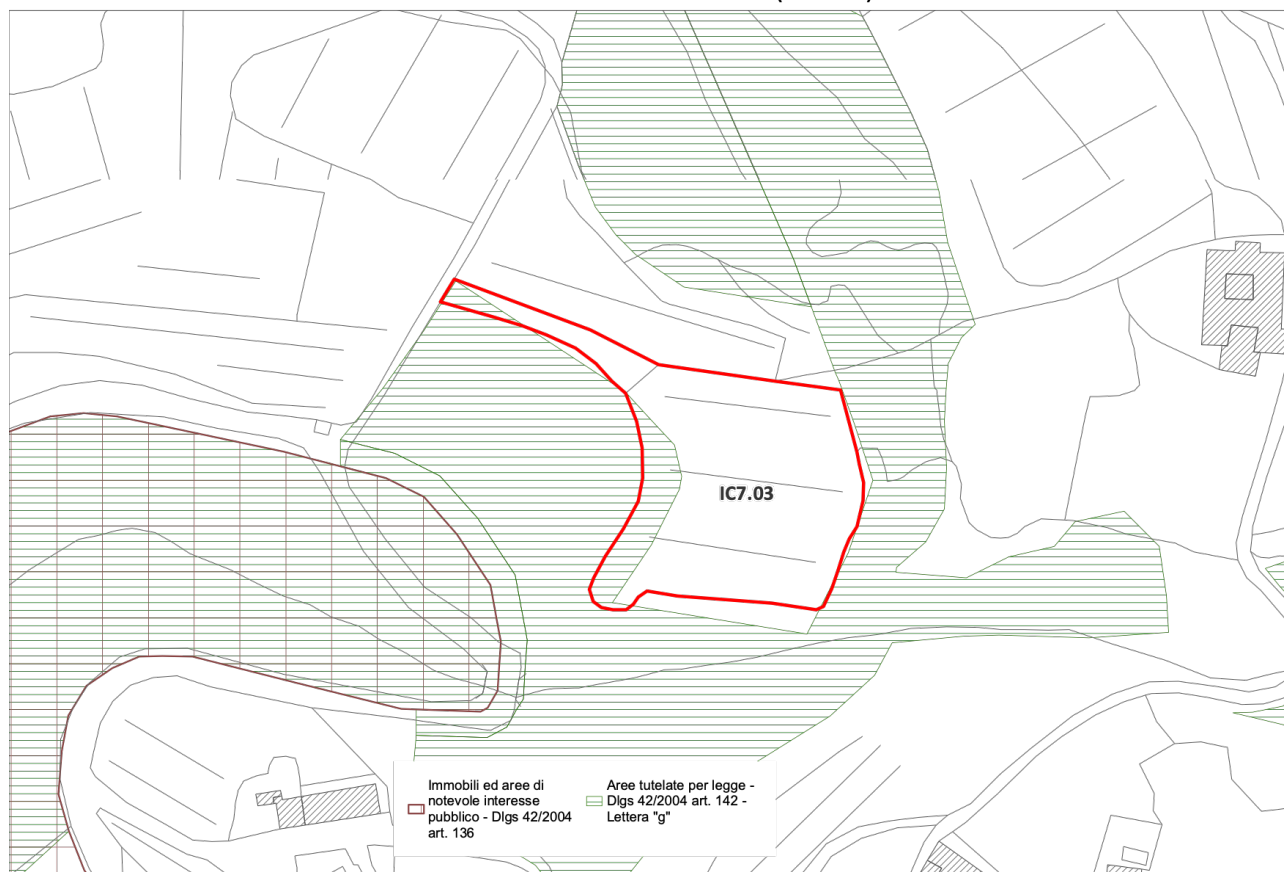 IC7.03
Immobili ed aree di
notevole interesse
pubblico - Dlgs 42/2004
art. 136
Aree tutelate per legge -
Dlgs 42/2004 art. 142 -
Lettera "g"